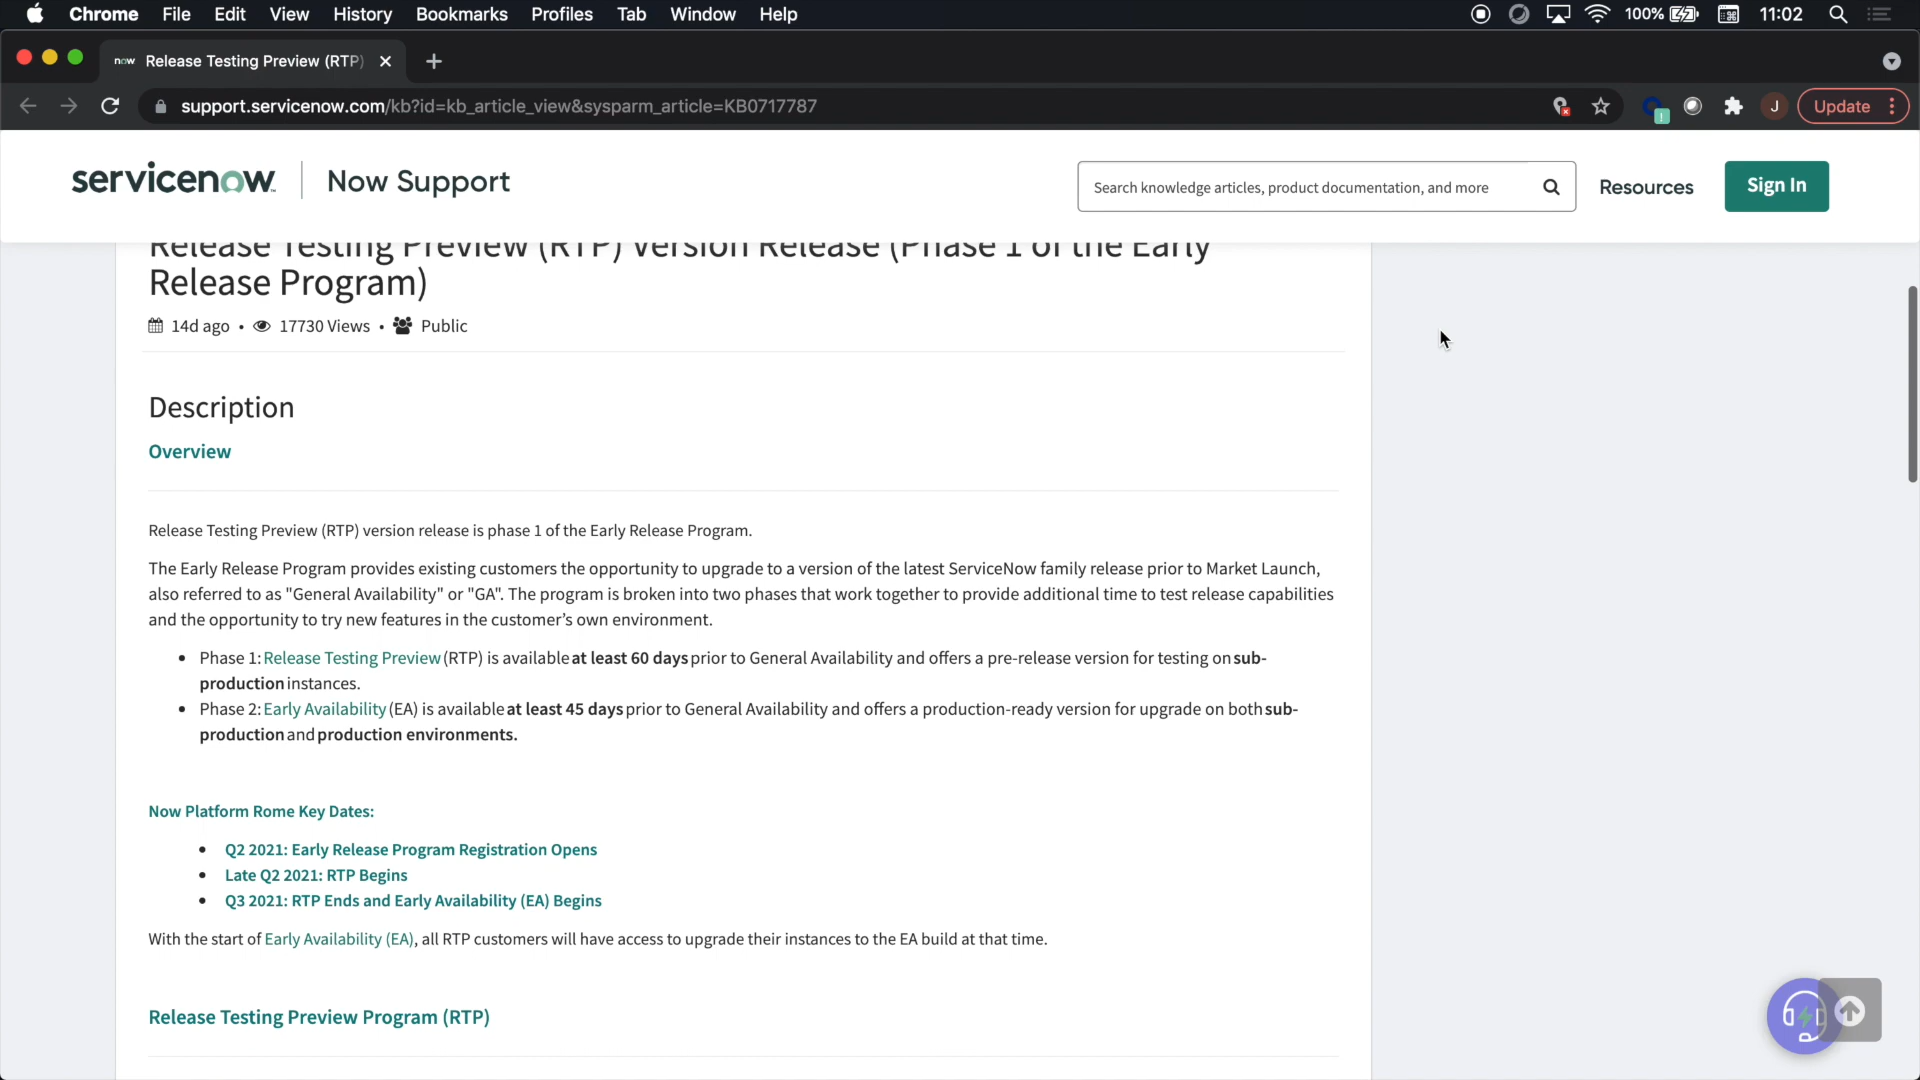 Chrome File Edit View History Bookmarks Profiles Tab Window Help 100% 11:02
now Release Testing Preview (RTP)
support.servicenow.com/kb?id=kb_article_view&sysparm_article=KB0717787 J Update
servicenow Now Support Search knowledge articles, product documentation, and more Resources Sign In
Release Testing Preview (RTP) Version Release (Phase 1 of the Early
Release Program)
14d ago • 17730 Views • Public
Description
Overview
Release Testing Preview (RTP) version release is phase 1 of the Early Release Program.
The Early Release Program provides existing customers the opportunity to upgrade to a version of the latest ServiceNow family release prior to Market Launch,
also referred to as "General Availability" or "GA". The program is broken into two phases that work together to provide additional time to test release capabilities
and the opportunity to try new features in the customer’s own environment.
• Phase 1: Release Testing Preview (RTP) is available at least 60 days prior to General Availability and offers a pre-release version for testing on sub-
production instances.
• Phase 2: Early Availability (EA) is available at least 45 days prior to General Availability and offers a production-ready version for upgrade on both sub-
production and production environments.
Now Platform Rome Key Dates:
• Q2 2021: Early Release Program Registration Opens
• Late Q2 2021: RTP Begins
• Q3 2021: RTP Ends and Early Availability (EA) Begins
With the start of Early Availability (EA), all RTP customers will have access to upgrade their instances to the EA build at that time.
Release Testing Preview Program (RTP)